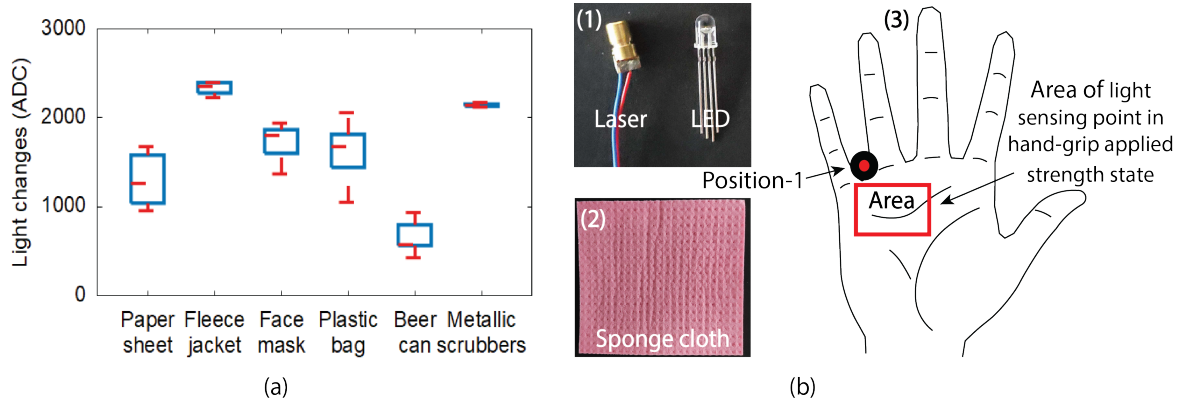 3000
2000
1000
0
Light changes (ADC)
Paper
sheet
Fleece
jacket
Face
mask
Plastic
bag
Beer
can
Metallic
scrubbers
(a)
(1)
Laser
LED
(2)
Sponge cloth
(3)
Area of light
sensing point in
hand-grip applied
strength state
Position-1
Area
(b)